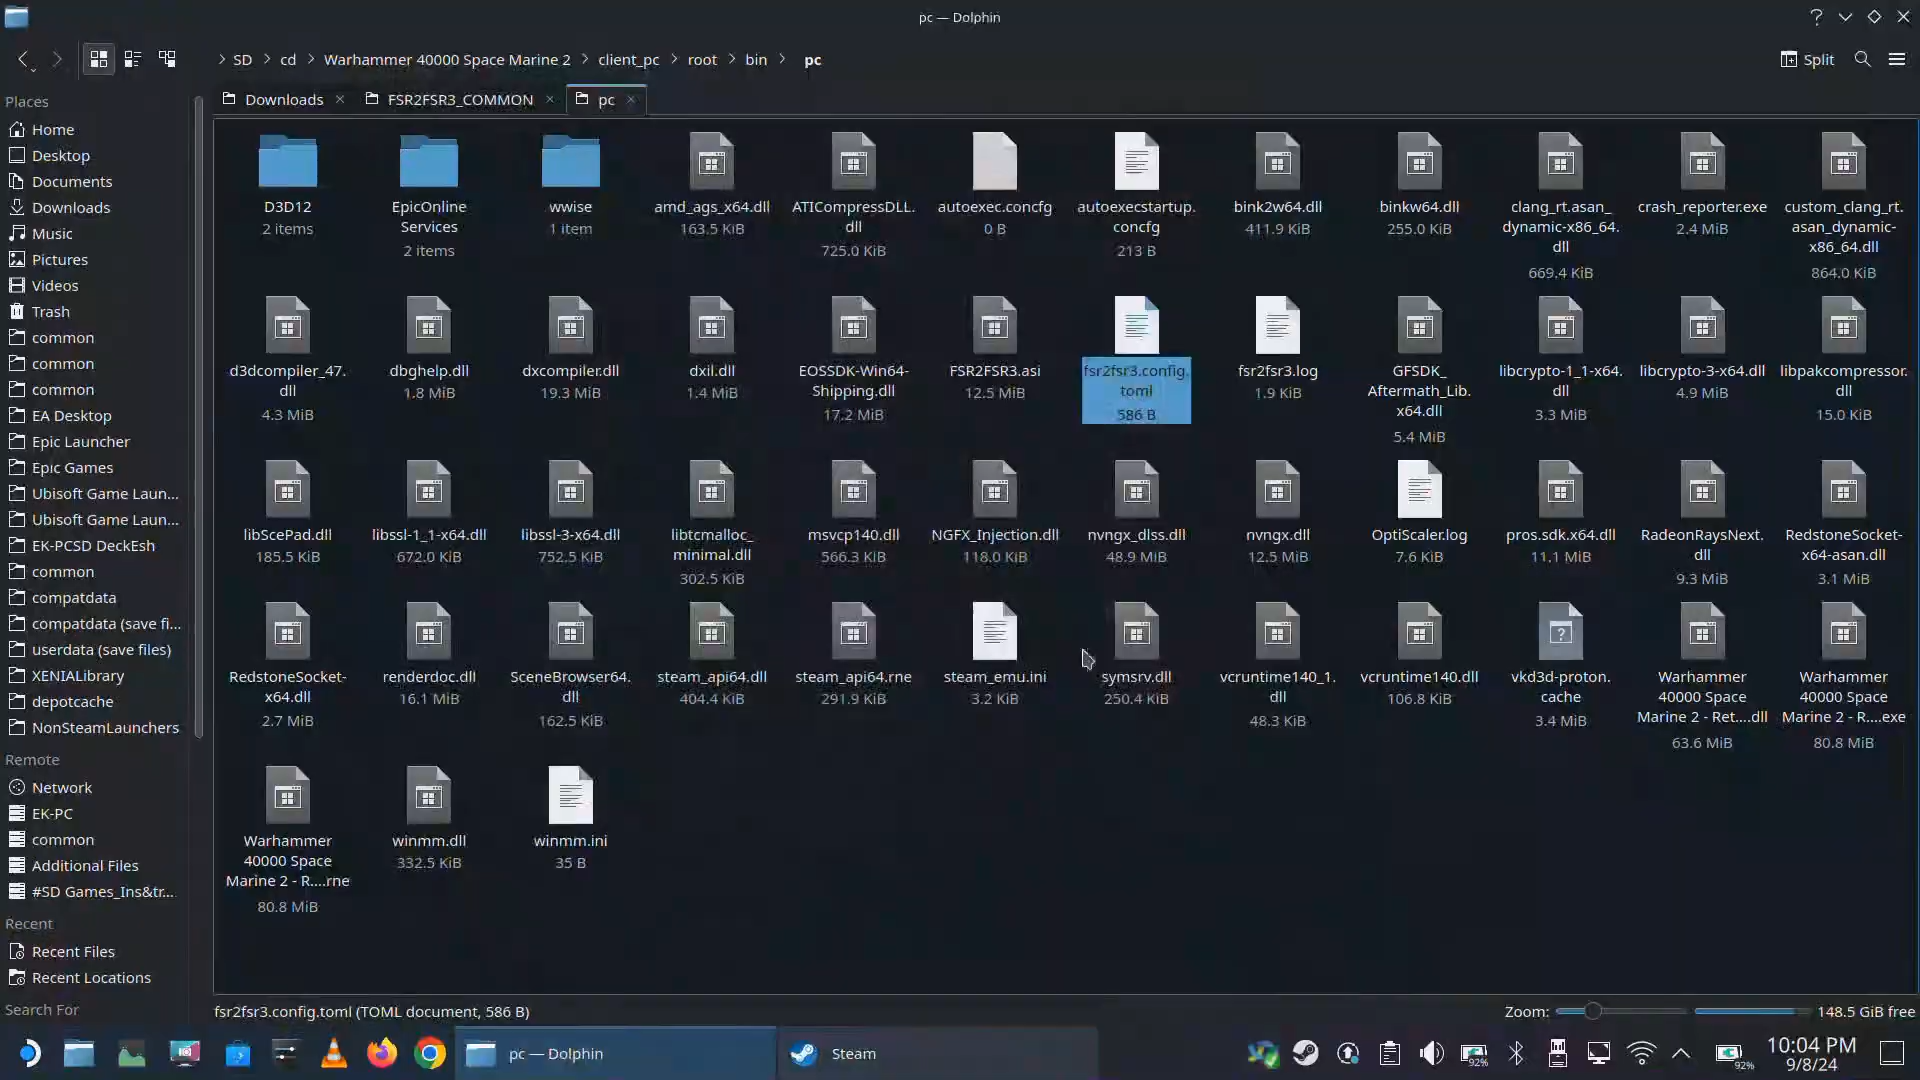 pc — Dolphin
SD > cd > Warhammer 40000 Space Marine 2 > client_pc > root > bin > pc
Split
Downloads
FSR2FSR3_COMMON
pc
Places
Home
Desktop
Documents
Downloads
Music
Pictures
Videos
Trash
common
common
common
EA Desktop
Epic Launcher
Epic Games
Ubisoft Game Laun...
Ubisoft Game Laun...
EK-PCSD DeckEsh
common
compatdata
compatdata (save fi...
userdata (save files)
XENIALibrary
depotcache
NonSteamLaunchers
Remote
Network
EK-PC
common
Additional Files
#SD Games_Ins&tr...
Recent
Recent Files
Recent Locations
Search For
D3D12
2 items
EpicOnline
Services
2 items
wwise
1 item
amd_ags_x64.dll
163.5 KiB
ATICompressDLL.
dll
725.0 KiB
autoexec.concfg
0 B
autoexecstartup.
concfg
213 B
bink2w64.dll
411.9 KiB
binkw64.dll
255.0 KiB
clang_rt.asan_
dynamic-x86_64.
dll
669.4 KiB
crash_reporter.exe
2.4 MiB
custom_clang_rt.
asan_dynamic-
x86_64.dll
864.0 KiB
d3dcompiler_47.
dll
4.3 MiB
dbghelp.dll
1.8 MiB
dxcompiler.dll
19.3 MiB
dxil.dll
1.4 MiB
EOSSDK-Win64-
Shipping.dll
17.2 MiB
FSR2FSR3.asi
12.5 MiB
fsr2fsr3.config.
toml
586 B
fsr2fsr3.log
1.9 KiB
GFSDK_
Aftermath_Lib.
x64.dll
5.4 MiB
libcrypto-1_1-x64.
dll
3.3 MiB
libcrypto-3-x64.dll
4.9 MiB
libpakcompressor.
dll
15.0 KiB
libScePad.dll
185.5 KiB
libssl-1_1-x64.dll
672.0 KiB
libssl-3-x64.dll
752.5 KiB
libtcmalloc_
minimal.dll
302.5 KiB
msvcp140.dll
566.3 KiB
NGFX_Injection.dll
118.0 KiB
nvngx_dlss.dll
48.9 MiB
nvngx.dll
12.5 MiB
OptiScaler.log
7.6 KiB
pros.sdk.x64.dll
11.1 MiB
RadeonRaysNext.
dll
9.3 MiB
RedstoneSocket-
x64-asan.dll
3.1 MiB
RedstoneSocket-
x64.dll
2.7 MiB
renderdoc.dll
16.1 MiB
SceneBrowser64.
dll
162.5 KiB
steam_api64.dll
404.4 KiB
steam_api64.rne
291.9 KiB
steam_emu.ini
3.2 KiB
symsrv.dll
250.4 KiB
vcruntime140_1.
dll
48.3 KiB
vcruntime140.dll
106.8 KiB
vkd3d-proton.
cache
3.4 MiB
Warhammer
40000 Space
Marine 2 - Ret....dll
63.6 MiB
Warhammer
40000 Space
Marine 2 - R....exe
80.8 MiB
Warhammer
40000 Space
Marine 2 - R....rne
80.8 MiB
winmm.dll
332.5 KiB
winmm.ini
35 B
fsr2fsr3.config.toml (TOML document, 586 B)
Zoom:
148.5 GiB free
pc — Dolphin
Steam
92%
92%
10:04 PM
9/8/24